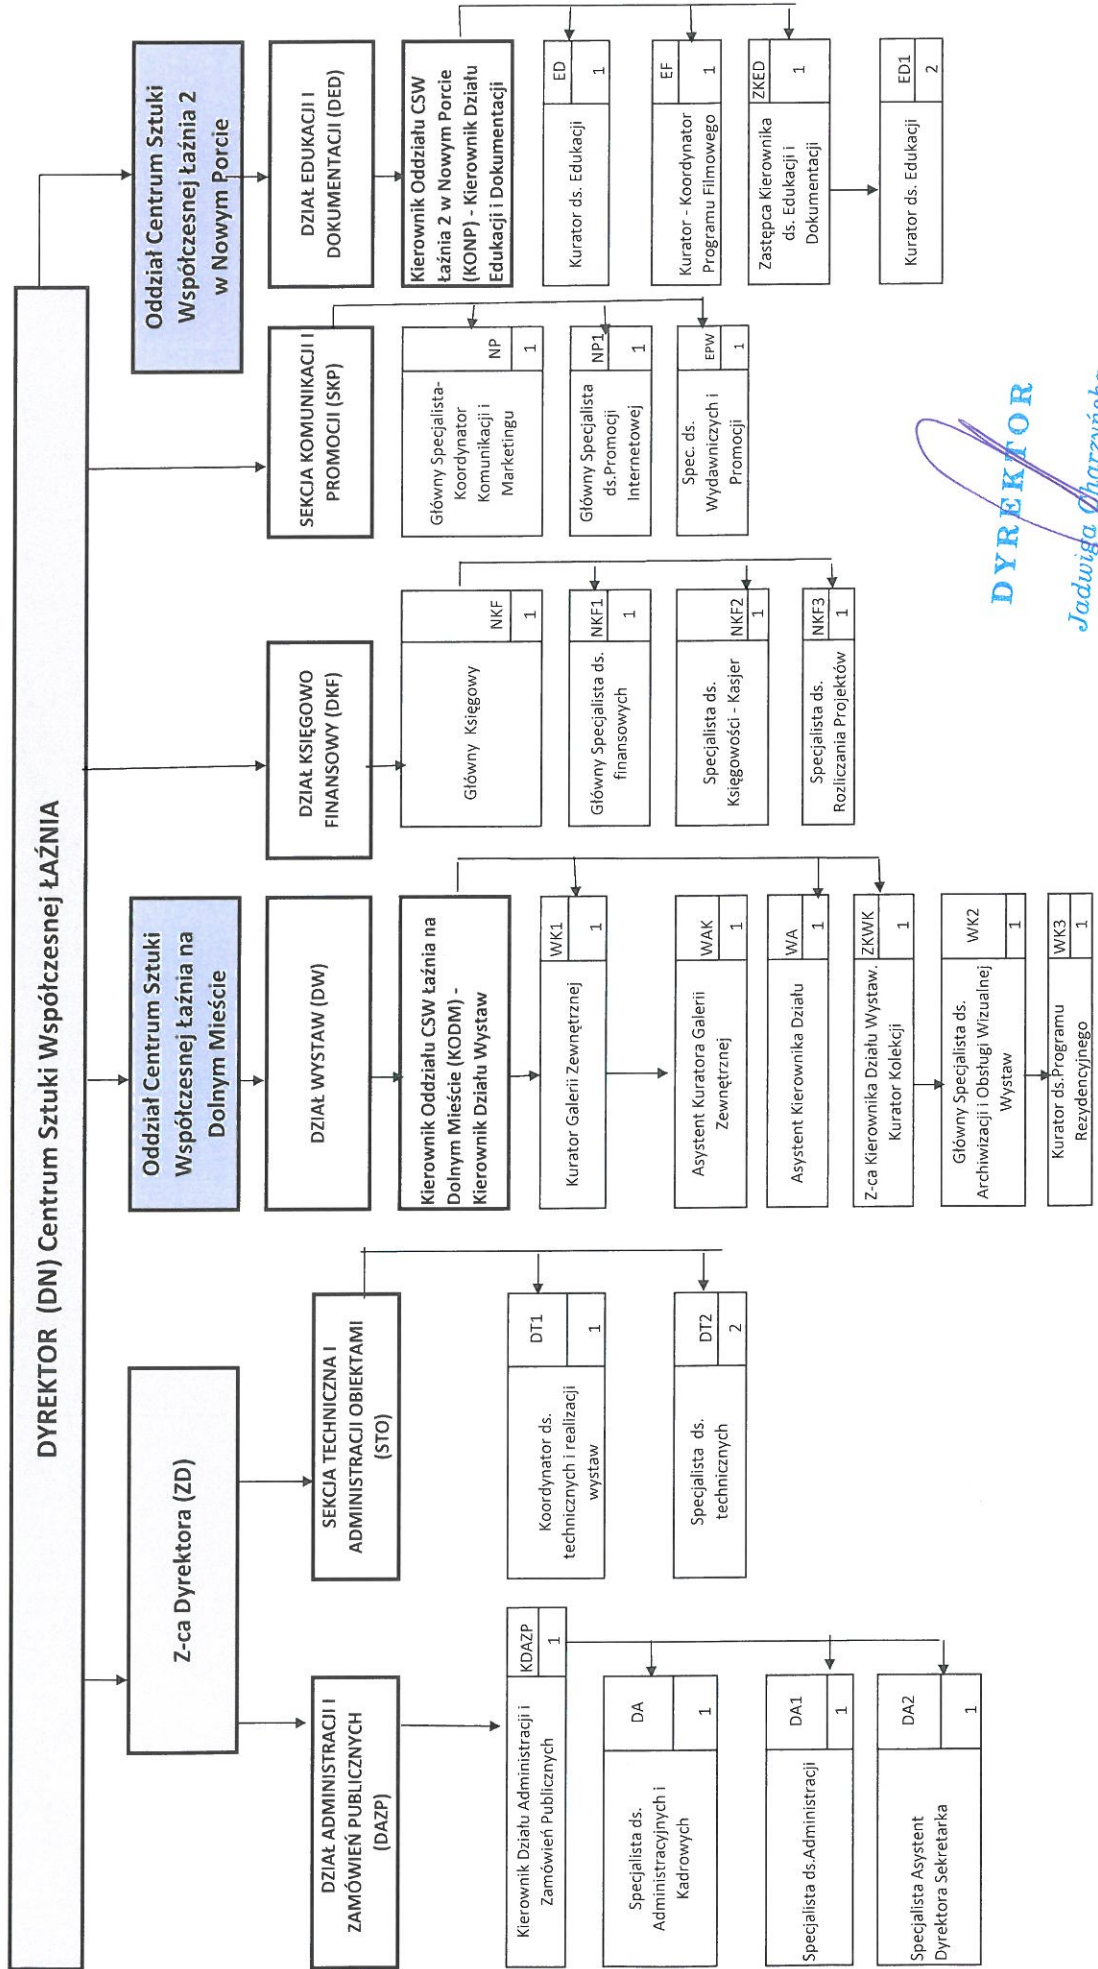 DYREKTOR (DN) Centrum Sztuki Współczesnej ŁAŹNIA
Z-ca Dyrektora (ZD)
DZIAŁ ADMINISTRACJI I
ZAMÓWIEŃ PUBLICZNYCH
(DAZP)
Kierownik Działu Administracji i
Zamówień Publicznych
KDAZP
1
Specjalista ds.
Administracyjnych i
Kadrowych
DA
1
Specjalista ds.Administracji
DA1
1
Specjalista Asystent
Dyrektora Sekretarka
DA2
1
SEKCJA TECHNICZNA I
ADMINISTRACJI OBIEKTAMI
(STO)
Koordynator ds.
technicznych i realizacji
wystaw
DT1
1
Specjalista ds.
technicznych
DT2
2
Oddział Centrum Sztuki
Współczesnej Łaźnia na
Dolnym Mieście
DZIAŁ WYSTAW (DW)
Kierownik Oddziału CSW Łaźnia na
Dolnym Mieście (KODM) -
Kierownik Działu Wystaw
Kurator Galerii Zewnętrznej
WK1
1
Asystent Kuratora Galerii
Zewnętrznej
WAK
1
Asystent Kierownika Działu
WA
1
Z-ca Kierownika Działu Wystaw.
Kurator Kolekcji
ZKWK
1
Główny Specjalista ds.
Archiwizacji i Obsługi Wizualnej
Wystaw
WK2
1
Kurator ds.Programu
Rezydencyjnego
WK3
1
DZIAŁ KSIĘGOWO
FINANSOWY (DKF)
Główny Księgowy
NKF
1
Główny Specjalista ds.
finansowych
NKF1
1
Specjalista ds.
Księgowości - Kasjer
NKF2
1
Specjalista ds.
Rozliczania Projektów
NKF3
1
SEKCJA KOMUNIKACJI I
PROMOCJI (SKP)
Główny Specjalista-
Koordynator
Komunikacji i
Marketingu
NP
1
Główny Specjalista
ds.Promocji
Internetowej
NP1
1
Spec. ds.
Wydawniczych i
Promocji
EPW
1
Oddział Centrum Sztuki
Współczesnej Łaźnia 2
w Nowym Porcie
DZIAŁ EDUKACJI I
DOKUMENTACJI (DED)
Kierownik Oddziału CSW
Łaźnia 2 w Nowym Porcie
(KONP) - Kierownik Działu
Edukacji i Dokumentacji
Kurator ds. Edukacji
ED
1
Kurator - Koordynator
Programu Filmowego
EF
1
Zastępca Kierownika
ds. Edukacji i
Dokumentacji
ZKED
1
Kurator ds. Edukacji
ED1
2
DYREKTOR
Jadwiga